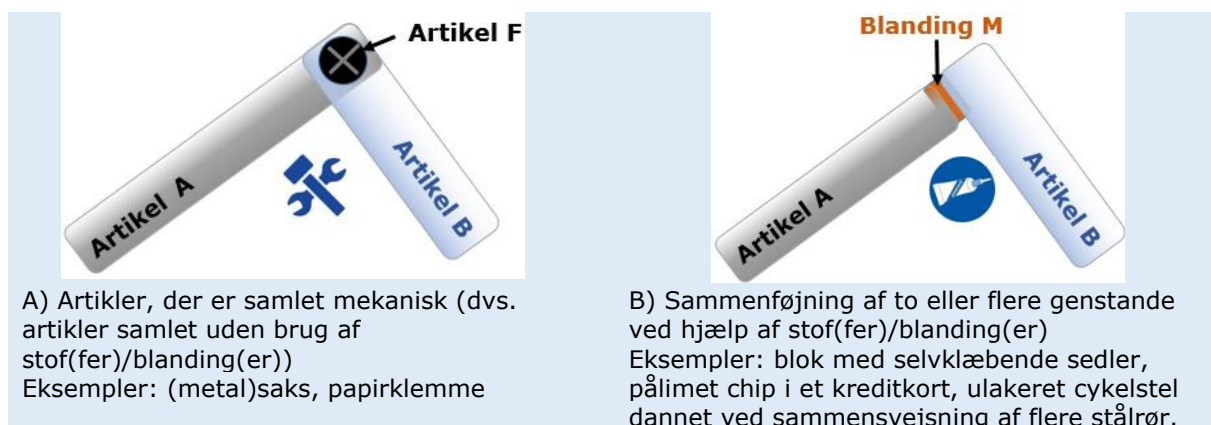 Artikel F
Artikel A
Artikel B
A) Artikler, der er samlet mekanisk (dvs.
artikler samlet uden brug af
stof(fer)/blanding(er))
Eksempler: (metal)saks, papirklemme
Blanding M
Artikel A
Artikel B
B) Sammenføjning af to eller flere genstande
ved hjælp af stof(fer)/blanding(er)
Eksempler: blok med selvklæbende sedler,
pålimet chip i et kreditkort, ulakeret cykelstel
dannet ved sammensvejsning af flere stålrør.